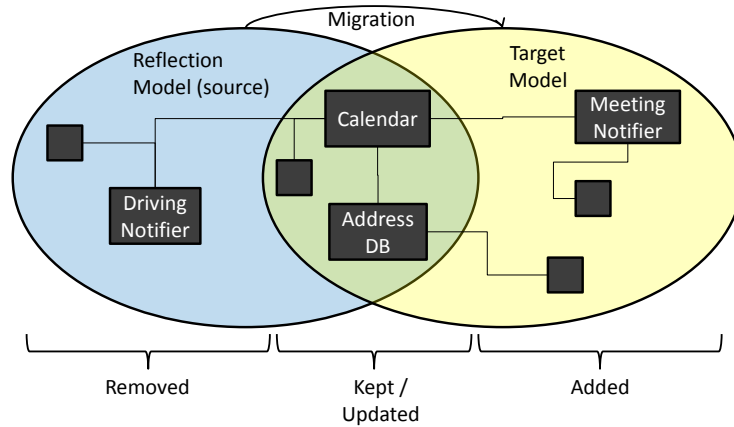 Migration
Reflection
Model (source)
Target
Model
Calendar
Meeting
Notifier
Driving
Notifier
Address
DB
Removed
Kept /
Updated
Added